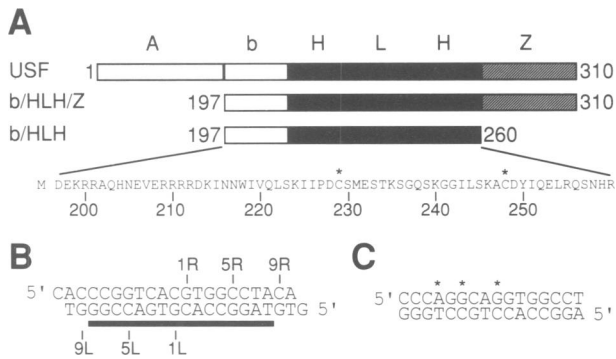 A
A b H L H Z
USF 1 310
b/HLH/Z 197 310
b/HLH 197 260
* *
M DEKRRAQHNEVERRRRDKINNWIVQLSKIIPDCSMESTKSGQSKGGILSKACDYIQELRQSNHR
200 210 220 230 240 250
B
1R 5R 9R
5' CACCCGGTCACGTGGCCTACA
TGGGCCAGTGCACCGGATGTG 5'
9L 5L 1L
C
* * *
5' CCCAGGCAGGTGGCCT
GGGTCCGTCCACCGGA 5'